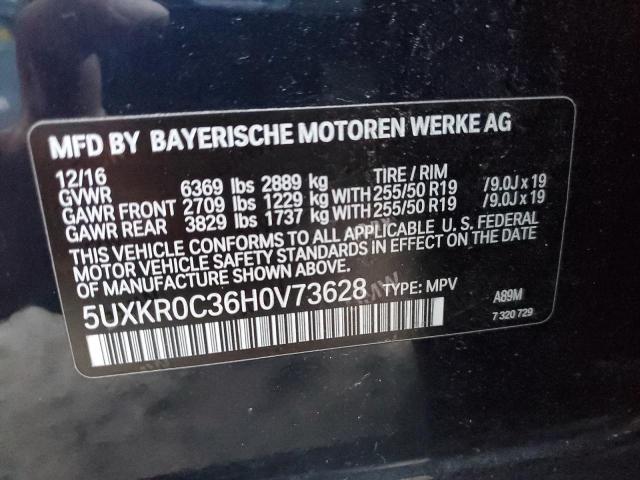 MFD BY BAYERISCHE MOTOREN WERKE AG
12/16 TIRE / RIM
GVWR 6369 lbs 2889 kg
GAWR FRONT 2709 lbs 1229 kg WITH 255/50 R19 /9.0J x 19
GAWR REAR 3829 lbs 1737 kg WITH 255/50 R19 /9.0J x 19
THIS VEHICLE CONFORMS TO ALL APPLICABLE U. S. FEDERAL
MOTOR VEHICLE SAFETY STANDARDS IN EFFECT ON THE DATE OF
MANUFACTURE SHOWN ABOVE.
5UXKR0C36H0V73628 TYPE: MPV A89M
7 320 729